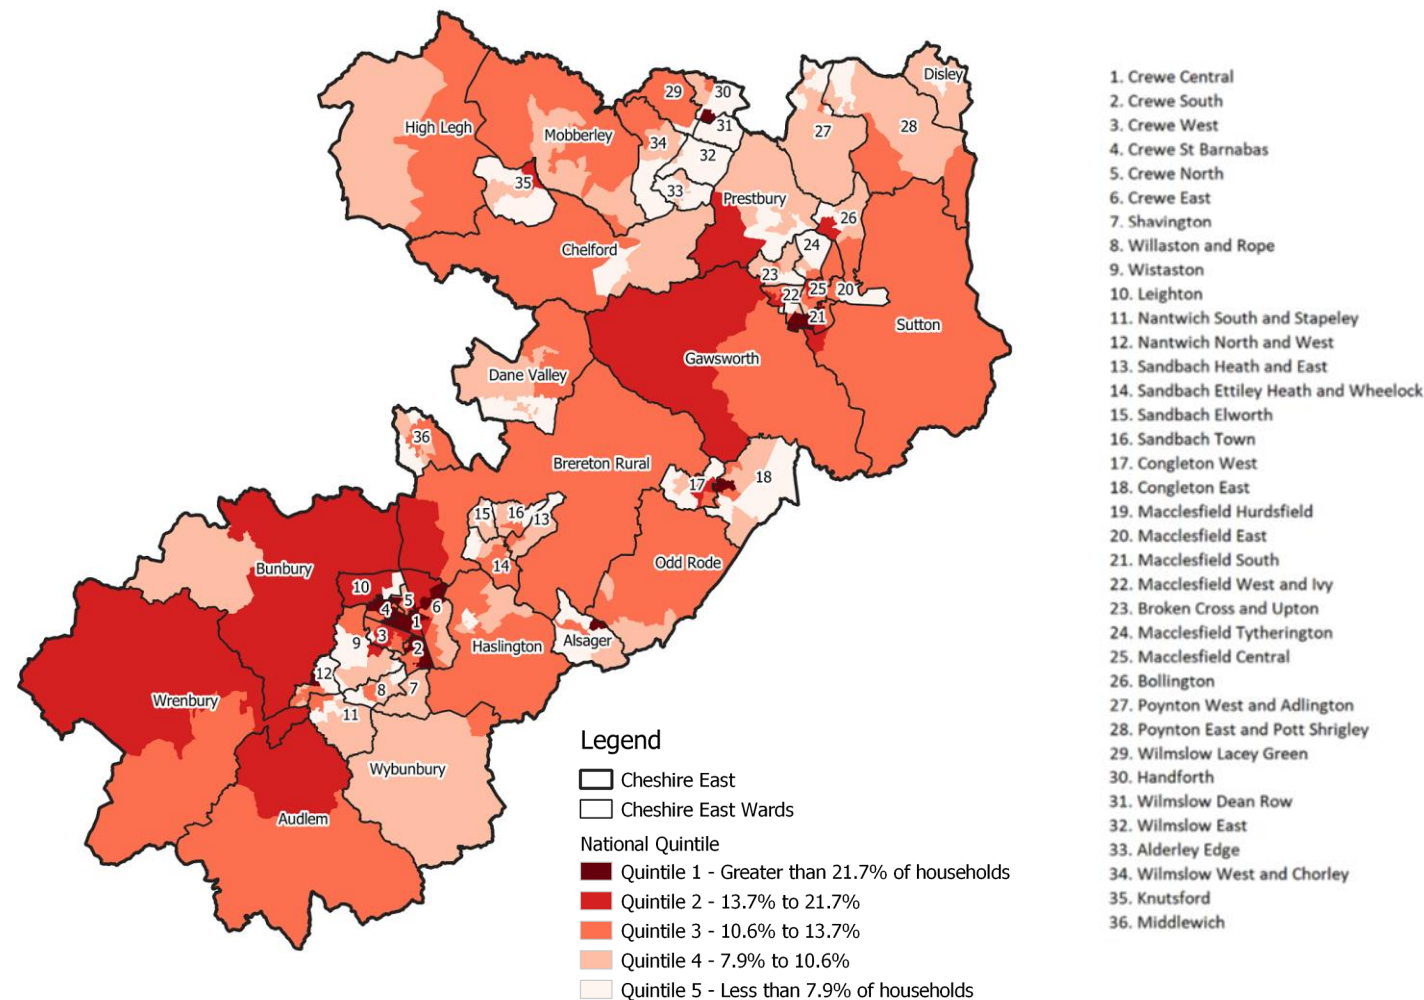 Disley
30
29
31
27
28
High Legh
Mobberley
34
32
35
33
Prestbury
26
24
Chelford
23
22
25
20
21
Sutton
Gawsworth
Dane Valley
36
Brereton Rural
17
18
15
16
13
14
Odd Rode
Bunbury
10
5
4
6
1
3
2
9
Haslington
Alsager
12
8
7
Wrenbury
11
Wybunbury
Audlem
Legend
Cheshire East
Cheshire East Wards
National Quintile
Quintile 1 - Greater than 21.7% of households
Quintile 2 - 13.7% to 21.7%
Quintile 3 - 10.6% to 13.7%
Quintile 4 - 7.9% to 10.6%
Quintile 5 - Less than 7.9% of households
1. Crewe Central
2. Crewe South
3. Crewe West
4. Crewe St Barnabas
5. Crewe North
6. Crewe East
7. Shavington
8. Willaston and Rope
9. Wistaston
10. Leighton
11. Nantwich South and Stapeley
12. Nantwich North and West
13. Sandbach Heath and East
14. Sandbach Ettiley Heath and Wheelock
15. Sandbach Elworth
16. Sandbach Town
17. Congleton West
18. Congleton East
19. Macclesfield Hurdsfield
20. Macclesfield East
21. Macclesfield South
22. Macclesfield West and Ivy
23. Broken Cross and Upton
24. Macclesfield Tytherington
25. Macclesfield Central
26. Bollington
27. Poynton West and Adlington
28. Poynton East and Pott Shrigley
29. Wilmslow Lacey Green
30. Handforth
31. Wilmslow Dean Row
32. Wilmslow East
33. Alderley Edge
34. Wilmslow West and Chorley
35. Knutsford
36. Middlewich